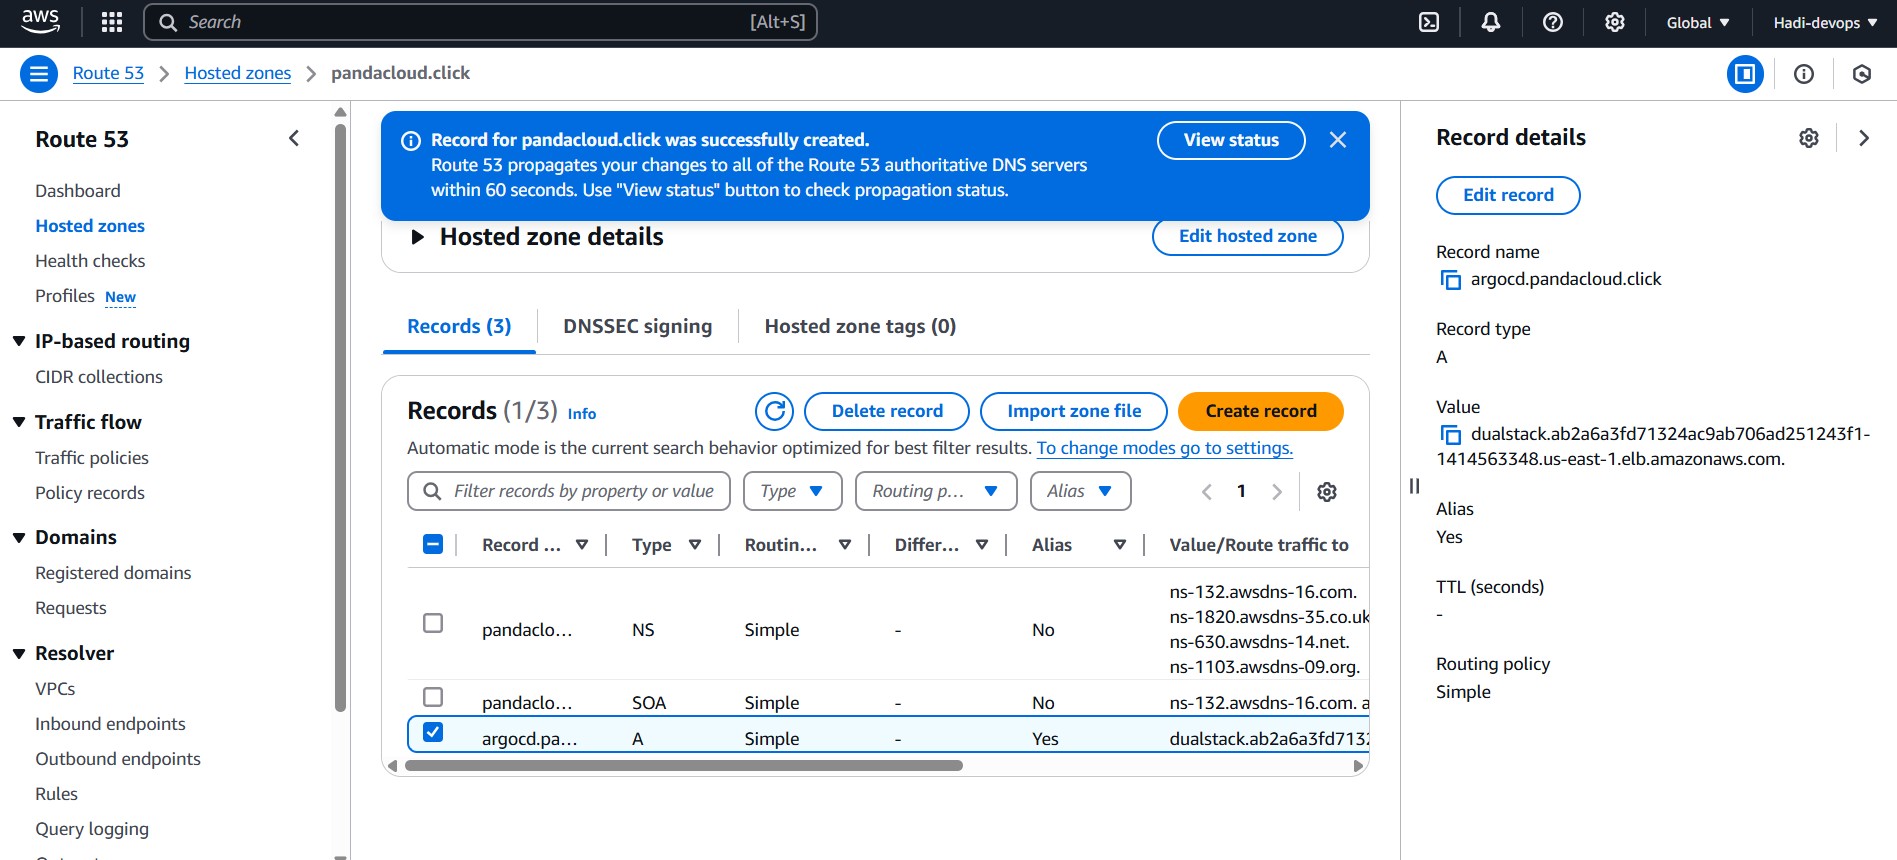 aws
Search
[Alt+S]
Global
Hadi-devops
Route 53
Hosted zones
pandacloud.click
Route 53
Dashboard
Hosted zones
Health checks
Profiles New
IP-based routing
CIDR collections
Traffic flow
Traffic policies
Policy records
Domains
Registered domains
Requests
Resolver
VPCs
Inbound endpoints
Outbound endpoints
Rules
Query logging
Record for pandacloud.click was successfully created.
Route 53 propagates your changes to all of the Route 53 authoritative DNS servers
within 60 seconds. Use "View status" button to check propagation status.
View status
Hosted zone details
Edit hosted zone
Records (3)
DNSSEC signing
Hosted zone tags (0)
Records (1/3) Info
Delete record
Import zone file
Create record
Automatic mode is the current search behavior optimized for best filter results. To change modes go to settings.
Filter records by property or value
Type
Routing p...
Alias
1
Record ... Type Routin... Differ... Alias Value/Route traffic to
pandaclo... NS Simple - No
ns-132.awsdns-16.com.
ns-1820.awsdns-35.co.uk
ns-630.awsdns-14.net.
ns-1103.awsdns-09.org.
pandaclo... SOA Simple - No ns-132.awsdns-16.com. a
argocd.pa... A Simple - Yes dualstack.ab2a6a3fd7132
Record details
Edit record
Record name
argocd.pandacloud.click
Record type
A
Value
dualstack.ab2a6a3fd71324ac9ab706ad251243f1-
1414563348.us-east-1.elb.amazonaws.com.
Alias
Yes
TTL (seconds)
-
Routing policy
Simple